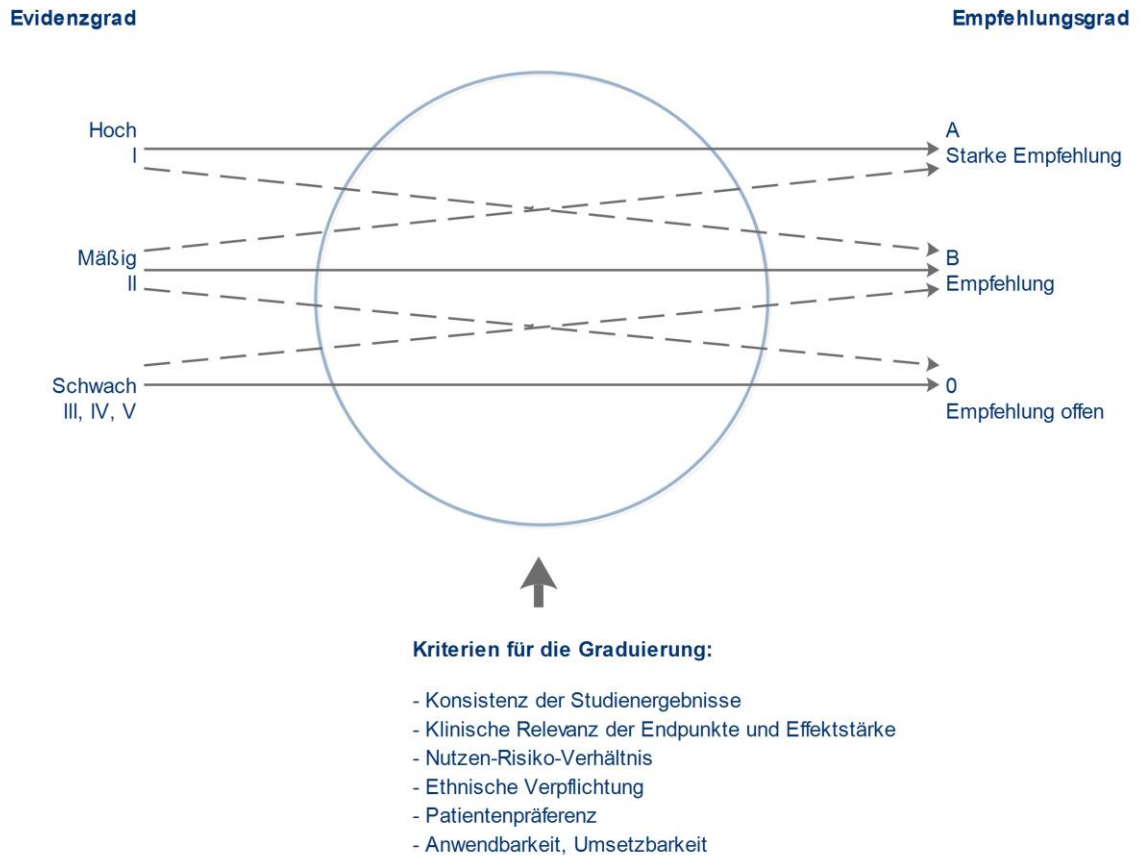 Evidenzgrad
Empfehlungsgrad
Hoch
I
A
Starke Empfehlung
Mäßig
II
B
Empfehlung
Schwach
III, IV, V
0
Empfehlung offen
Kriterien für die Graduierung:
- Konsistenz der Studienergebnisse
- Klinische Relevanz der Endpunkte und Effektstärke
- Nutzen-Risiko-Verhältnis
- Ethnische Verpflichtung
- Patientenpräferenz
- Anwendbarkeit, Umsetzbarkeit